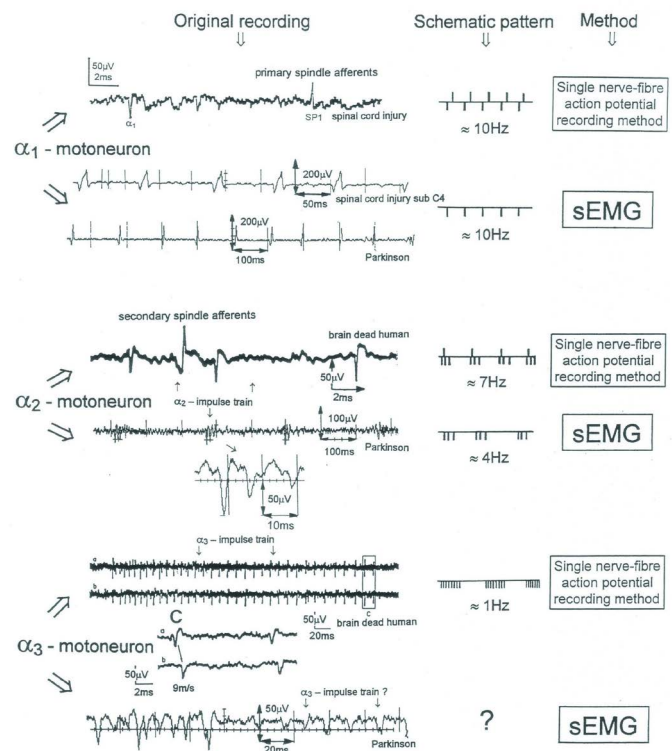 Original recording
Schematic pattern
Method
50µV
2ms
primary spindle afferents
α1
SP1
spinal cord injury
≈ 10Hz
Single nerve-fibre
action potential
recording method
α1 - motoneuron
200µV
50ms
spinal cord injury sub C4
200µV
100ms
Parkinson
≈ 10Hz
sEMG
secondary spindle afferents
brain dead human
50µV
2ms
≈ 7Hz
Single nerve-fibre
action potential
recording method
α2 - motoneuron
α2 – impulse train
100µV
100ms
Parkinson
≈ 4Hz
sEMG
50µV
10ms
α3 – impulse train
a
b
c
50µV
20ms
brain dead human
≈ 1Hz
Single nerve-fibre
action potential
recording method
α3 - motoneuron
C
a
b
50µV
2ms
9m/s
α3 – impulse train ?
50µV
20ms
Parkinson
?
sEMG